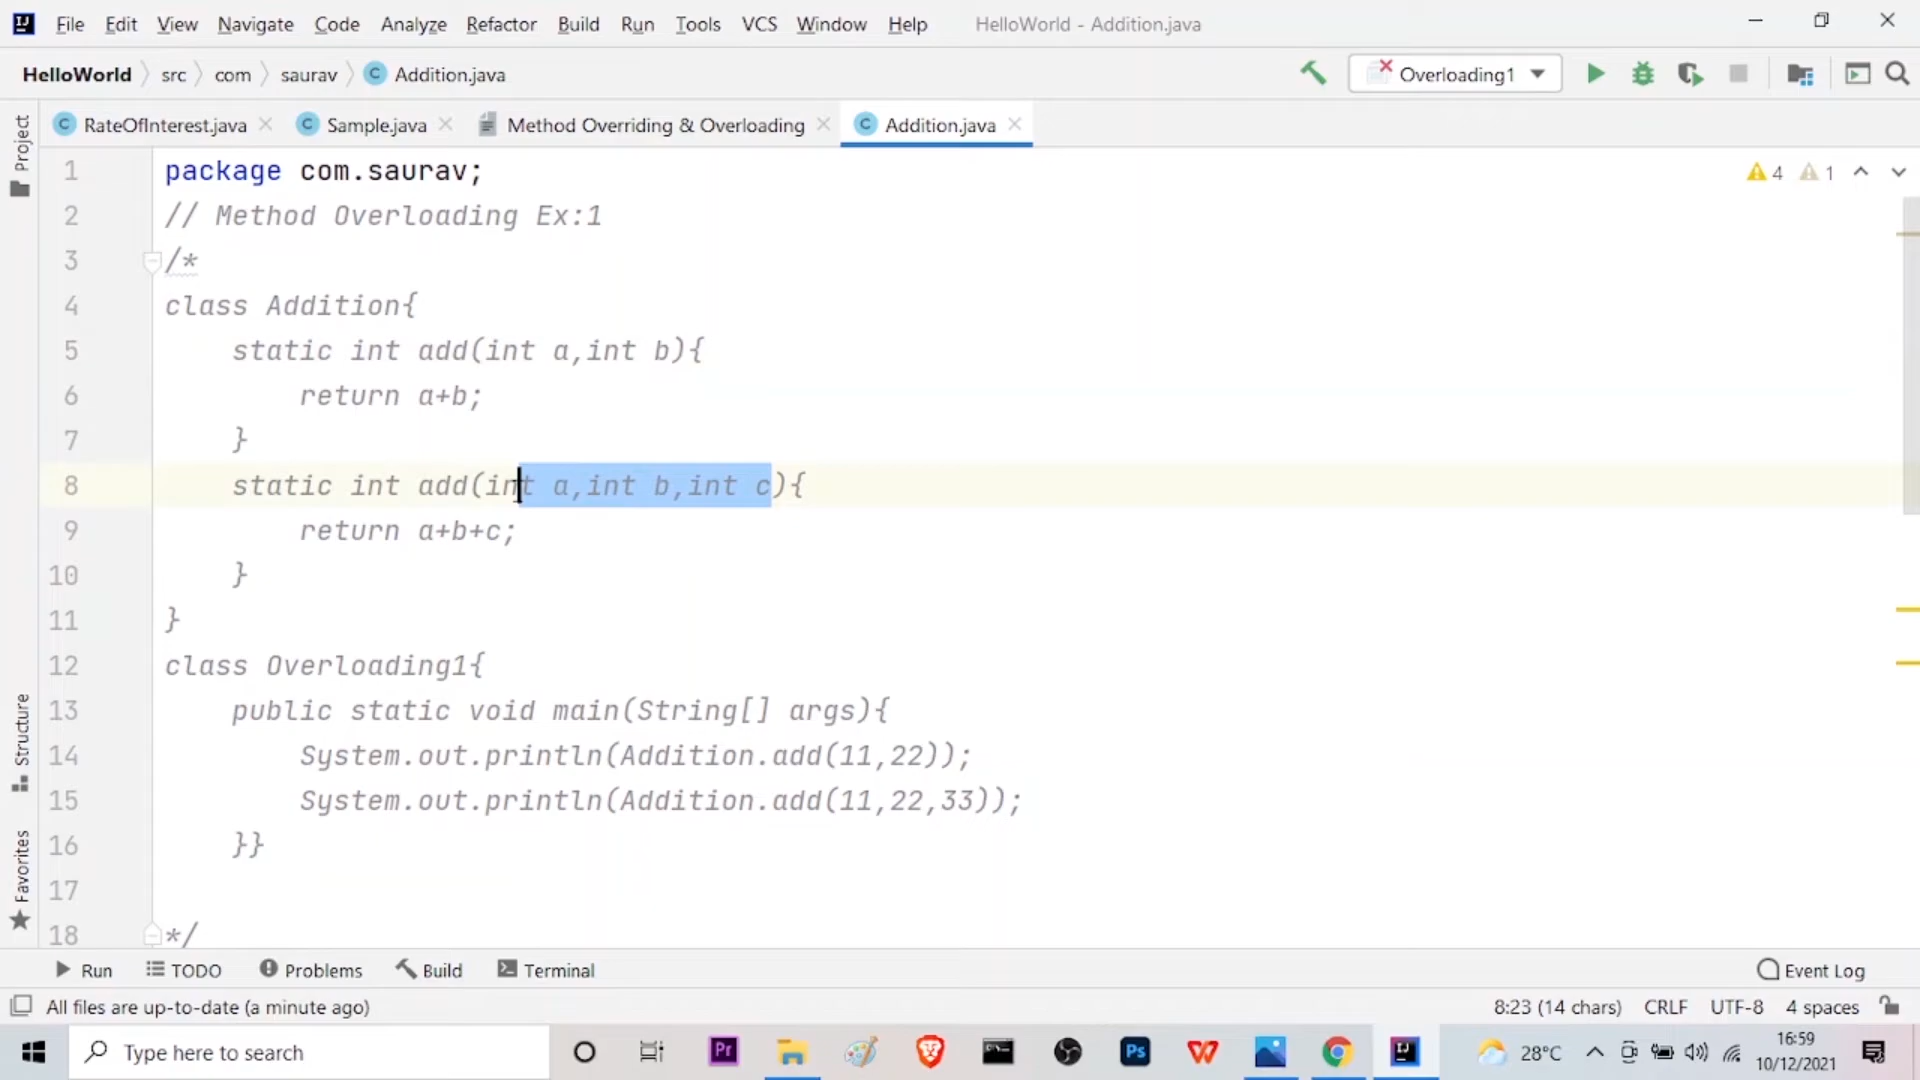 File Edit View Navigate Code Analyze Refactor Build Run Tools VCS Window Help HelloWorld - Addition.java
HelloWorld src com saurav C Addition.java Overloading1
C RateOfInterest.java C Sample.java Method Overriding & Overloading C Addition.java
Project
Structure
Favorites
4 1
1 package com.saurav;
2 // Method Overloading Ex:1
3 /*
4 class Addition{
5 static int add(int a,int b){
6 return a+b;
7 }
8 static int add(int a,int b,int c){
9 return a+b+c;
10 }
11 }
12 class Overloading1{
13 public static void main(String[] args){
14 System.out.println(Addition.add(11,22));
15 System.out.println(Addition.add(11,22,33));
16 }}
17
18 */
Run TODO Problems Build Terminal Event Log
All files are up-to-date (a minute ago) 8:23 (14 chars) CRLF UTF-8 4 spaces
Type here to search Pr Ps W 28°C 16:59
10/12/2021